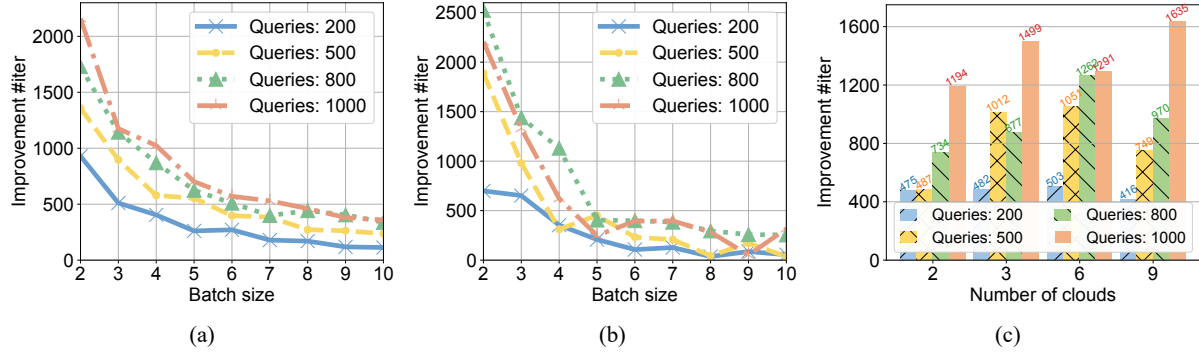 Improvement #iter
2000
1500
1000
500
0
2 3 4 5 6 7 8 9 10
Batch size
Queries: 200
Queries: 500
Queries: 800
Queries: 1000
(a)
Improvement #iter
2500
2000
1500
1000
500
0
2 3 4 5 6 7 8 9 10
Batch size
Queries: 200
Queries: 500
Queries: 800
Queries: 1000
(b)
Improvement #iter
1600
1200
800
400
0
475 487 734 1194
482 1012 877 1499
503 1051 1262 1291
416 749 970 1635
Queries: 200 Queries: 800
Queries: 500 Queries: 1000
2 3 6 9
Number of clouds
(c)